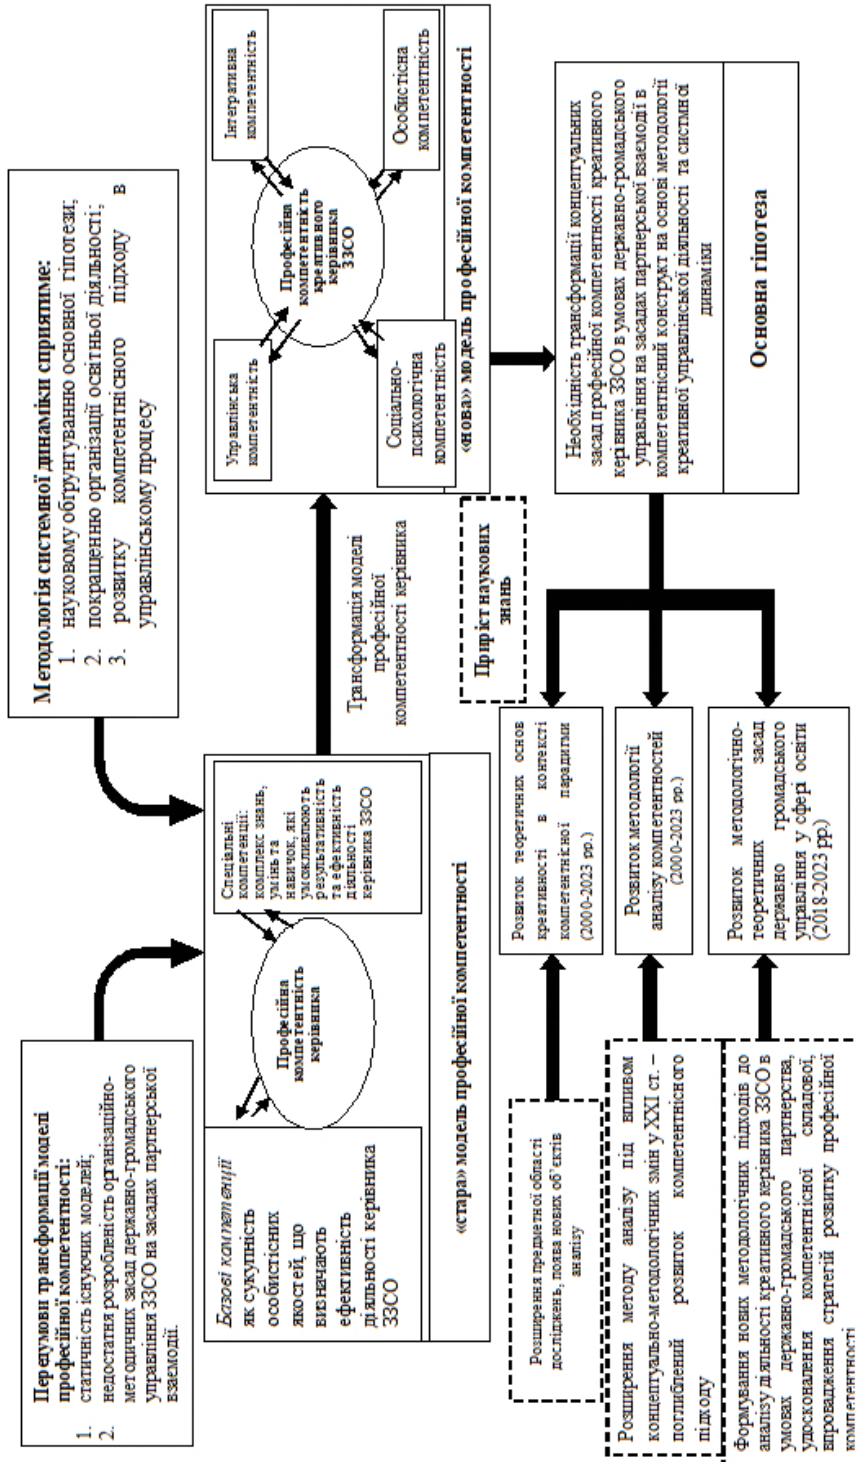 Передумови трансформації моделі
професійної компетентності:
1. статичність існуючих моделей;
2. недостатня розробленість організаційно-
методичних засад державно-громадського
управління ЗЗСО на засадах партнерської
взаємодії.
Методологія системної динаміки сприятиме:
1. науковому обґрунтуванню основної гіпотези;
2. покращенню організації освітньої діяльності;
3. розвитку компетентнісного підходу в
управлінському процесу
Базові компетенції
як сукупність
особистісних
якостей, що
визначають
ефективність
діяльності керівника
ЗЗСО
Професійна
компетентність
керівника
Спеціальні
компетенції:
комплекс знань,
умінь та
навичок, які
уможливлюють
результативність
та ефективність
діяльності
керівника ЗЗСО
«стара» модель професійної компетентності
Трансформація моделі
професійної
компетентності керівника
Управлінська
компетентність
Інтегративна
компетентність
Професійна
компетентність
креативного
керівника
ЗЗСО
Соціально-
психологічна
компетентність
Особистісна
компетентність
«нова» модель професійної компетентності
Приріст наукових
знань
Необхідність трансформації концептуальних
засад професійної компетентності креативного
керівника ЗЗСО в умовах державно-громадського
управління на засадах партнерської взаємодії в
компетентнісний конструкт на основі методології
креативної управлінської діяльності та систмної
динаміки
Основна гіпотеза
Розширення предметної області
досліджень, поява нових об’єктів
аналізу
Розвиток теоретичних основ
креативності в контексті
компетентнісної парадигми
(2000-2023 рр.)
Розширення методу аналізу під впливом
концептуально-методологічних змін у ХХІ ст. –
поглиблений розвиток компетентнісного
підходу
Розвиток методології
аналізу компетентностей
(2000-2023 рр.)
Формування нових методологічних підходів до
аналізу діяльності креативного керівника ЗЗСО в
умовах державно-громадського партнерства,
удосконалення компетентнісної складової,
впровадження стратегій розвитку професійної
компетентності
Розвиток методологічно-
теоретичних засад
державно громадського
управління у сфері освіти
(2018-2023 рр.)